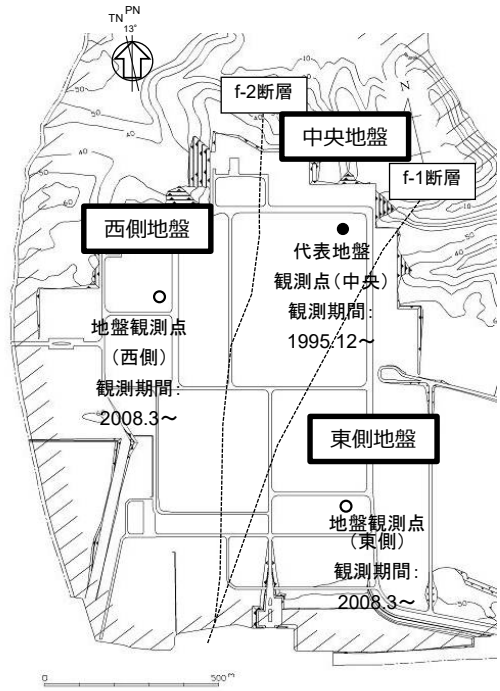 TN PN
13°
f-2断層
中央地盤
N
f-1断層
西側地盤
代表地盤
観測点(中央)
観測期間:
1995.12～
地盤観測点
(西側)
観測期間:
2008.3～
東側地盤
地盤観測点
(東側)
観測期間:
2008.3～
0 500m